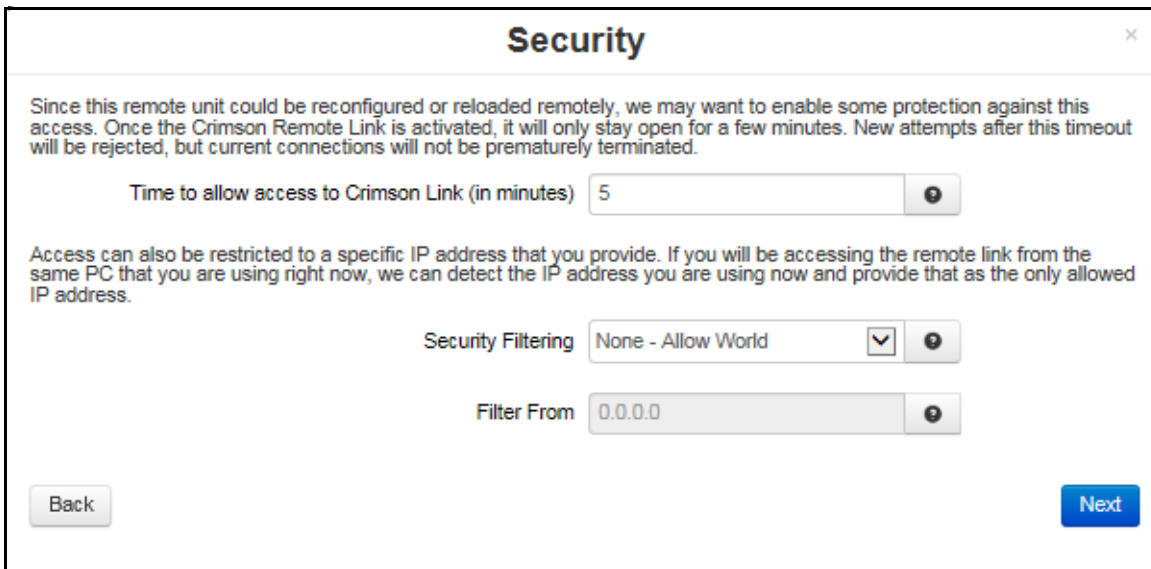 Security
×
Since this remote unit could be reconfigured or reloaded remotely, we may want to enable some protection against this
access. Once the Crimson Remote Link is activated, it will only stay open for a few minutes. New attempts after this timeout
will be rejected, but current connections will not be prematurely terminated.
Time to allow access to Crimson Link (in minutes) 5
Access can also be restricted to a specific IP address that you provide. If you will be accessing the remote link from the
same PC that you are using right now, we can detect the IP address you are using now and provide that as the only allowed
IP address.
Security Filtering None - Allow World
Filter From 0.0.0.0
Back Next